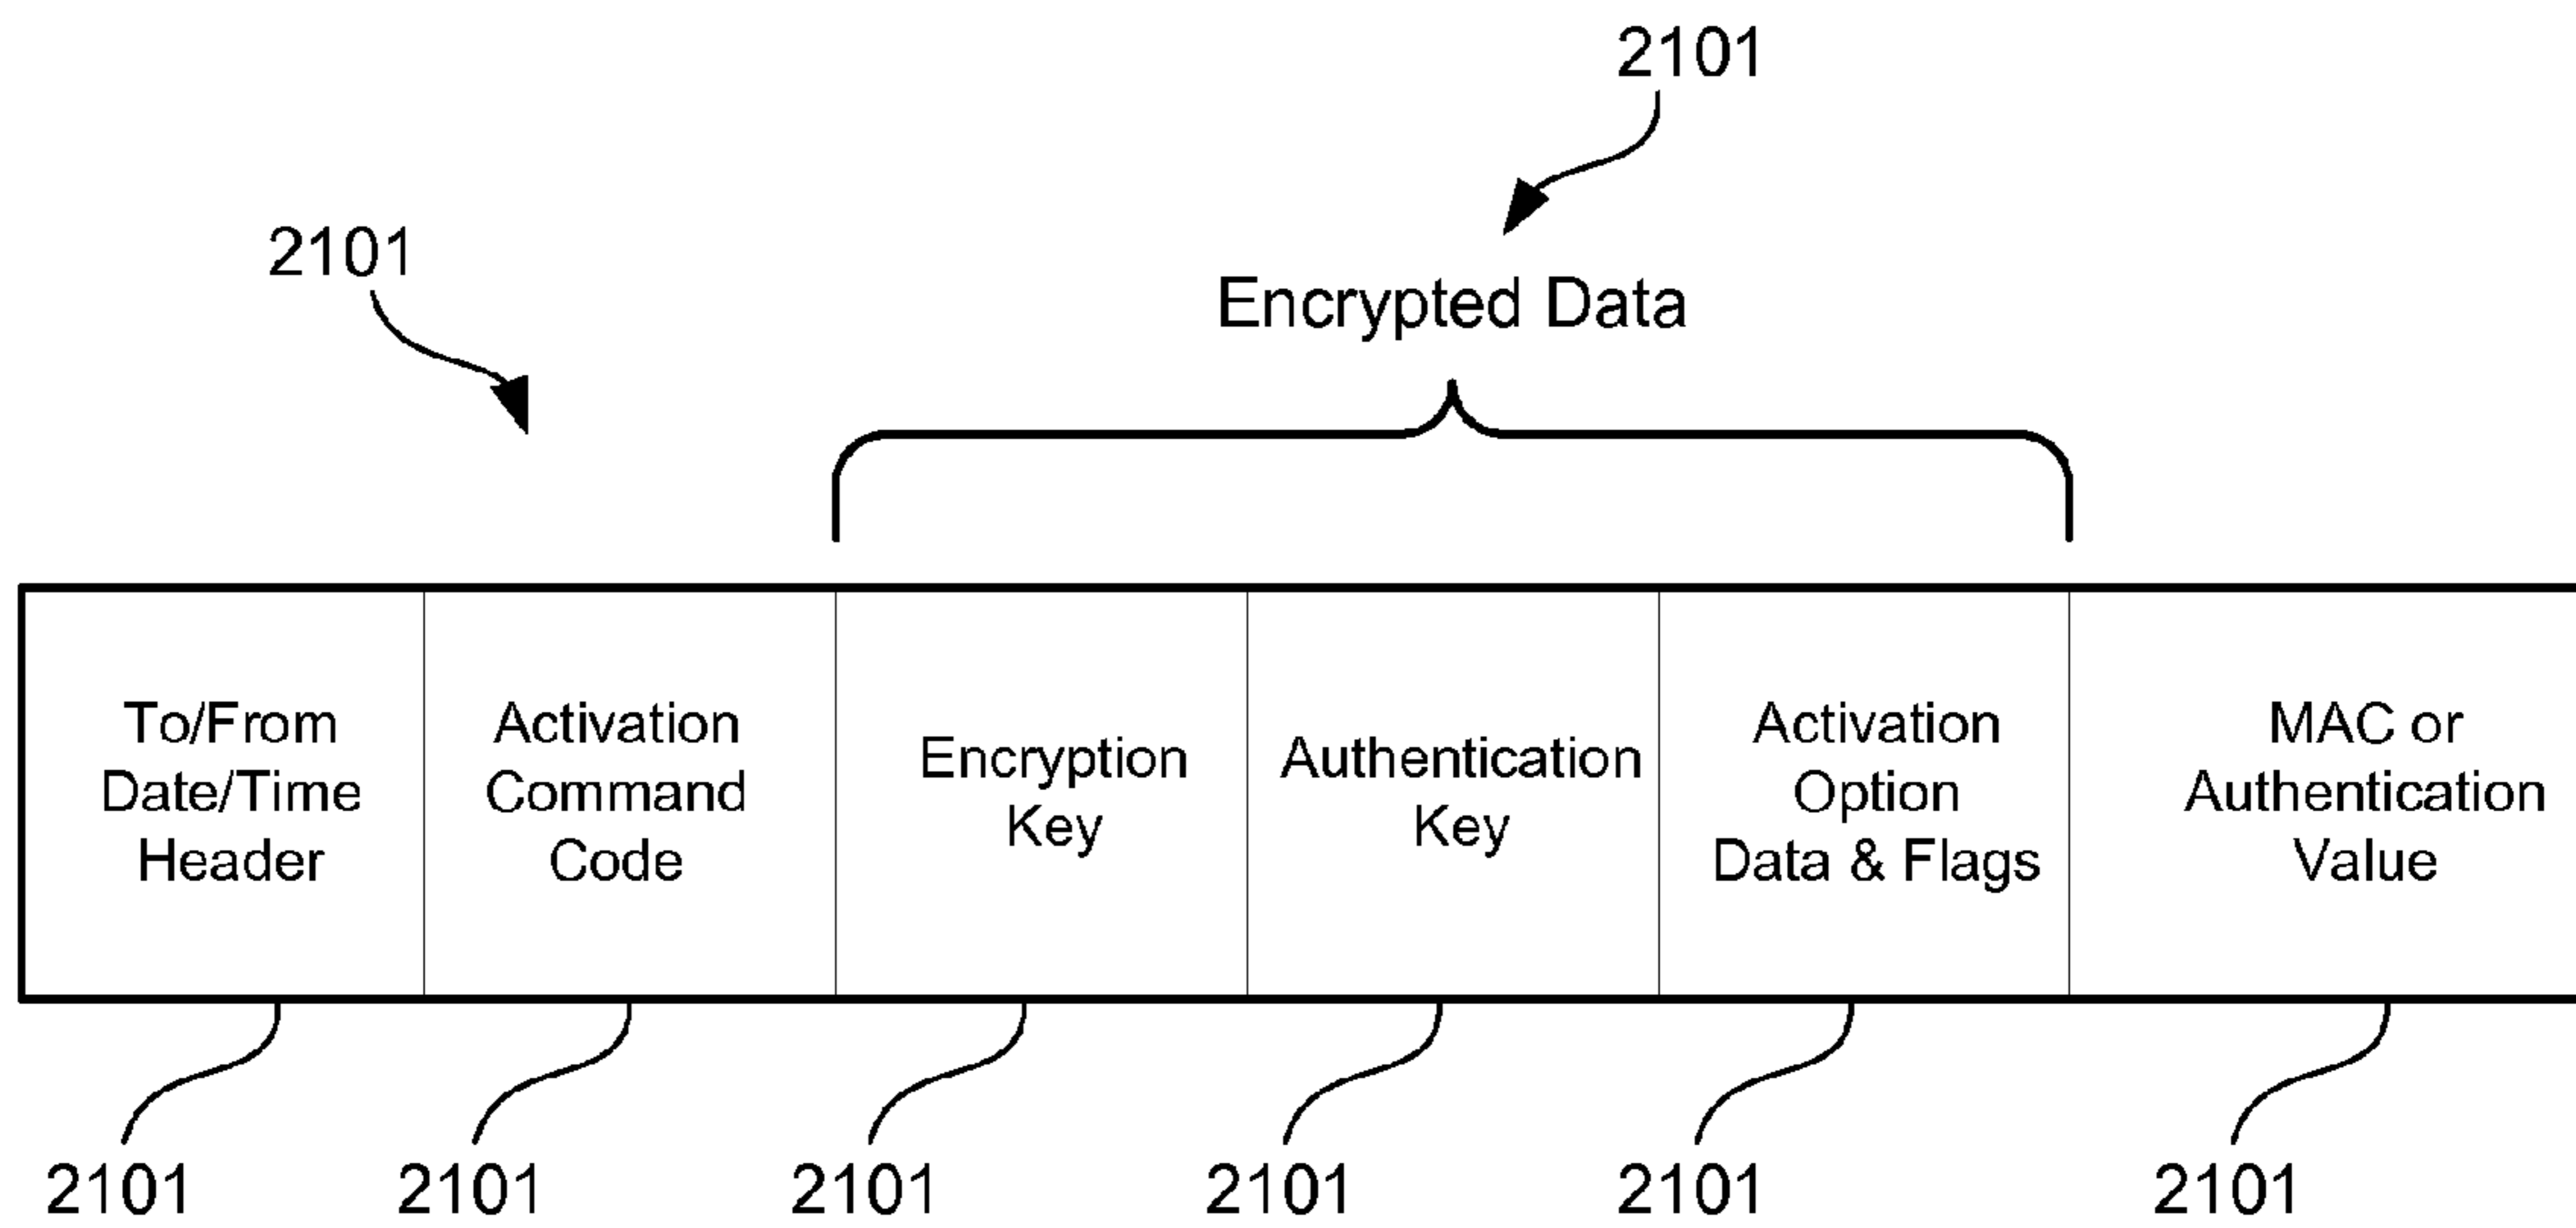 2101
2101
Encrypted Data
To/From
Date/Time
Header
Activation
Command
Code
Encryption
Key
Authentication
Key
Activation
Option
Data & Flags
MAC or
Authentication
Value
2101
2101
2101
2101
2101
2101